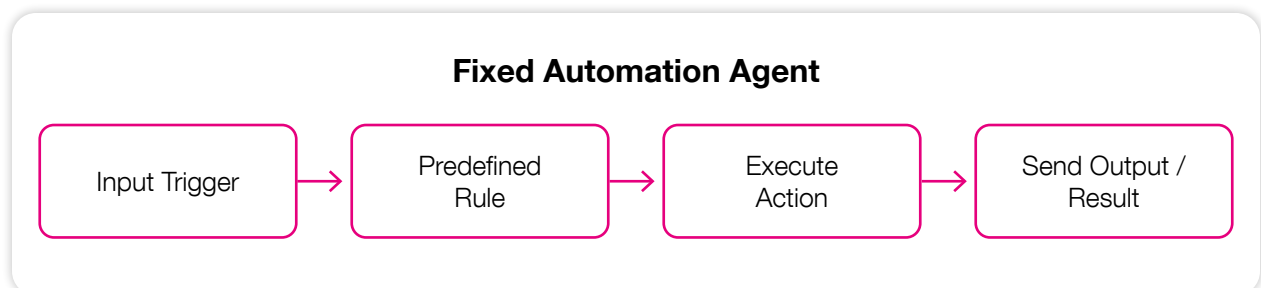 Fixed Automation Agent
Input Trigger
Predefined
Rule
Execute
Action
Send Output /
Result